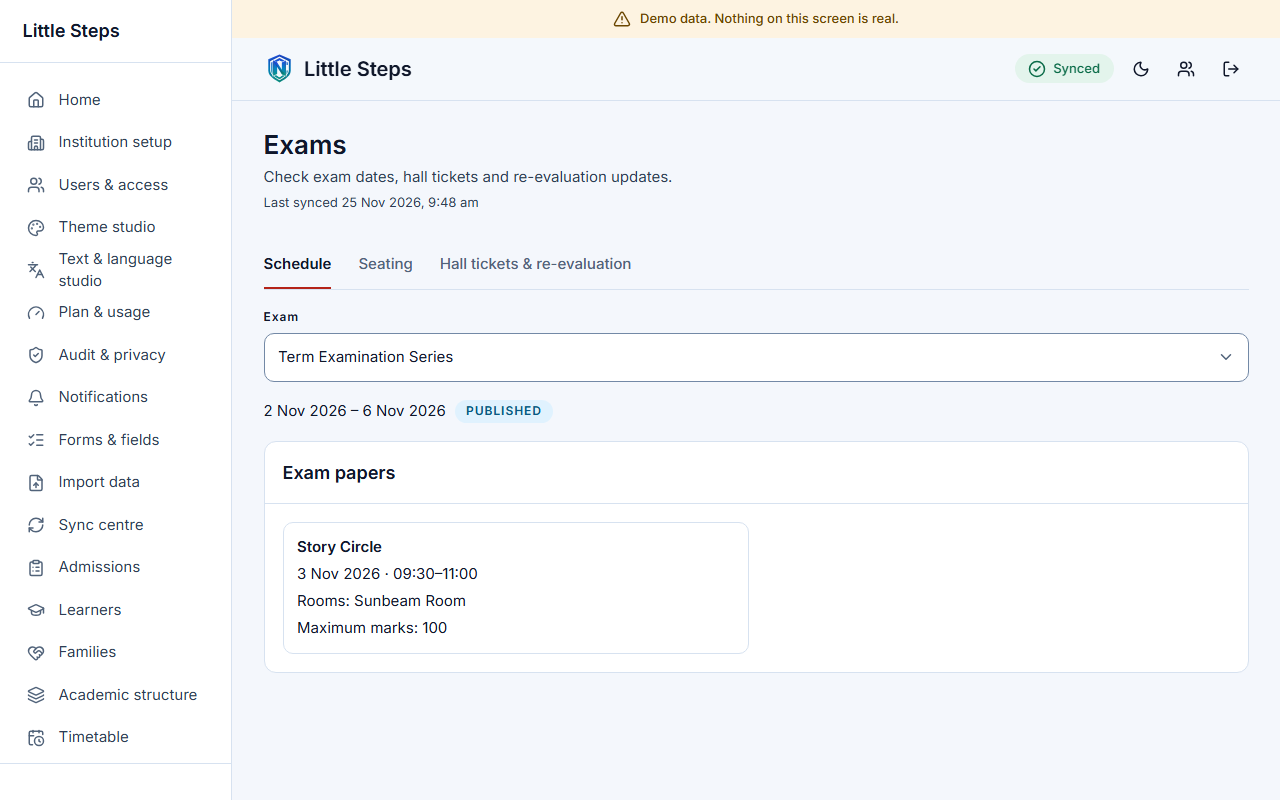 Little Steps
Home
Institution setup
Users & access
Theme studio
Text & language
studio
Plan & usage
Audit & privacy
Notifications
Forms & fields
Import data
Sync centre
Admissions
Learners
Families
Academic structure
Timetable
Demo data. Nothing on this screen is real.
Little Steps
Synced
Exams
Check exam dates, hall tickets and re-evaluation updates.
Last synced 25 Nov 2026, 9:48 am
Schedule Seating Hall tickets & re-evaluation
Exam
Term Examination Series
2 Nov 2026 – 6 Nov 2026 PUBLISHED
Exam papers
Story Circle
3 Nov 2026 · 09:30–11:00
Rooms: Sunbeam Room
Maximum marks: 100